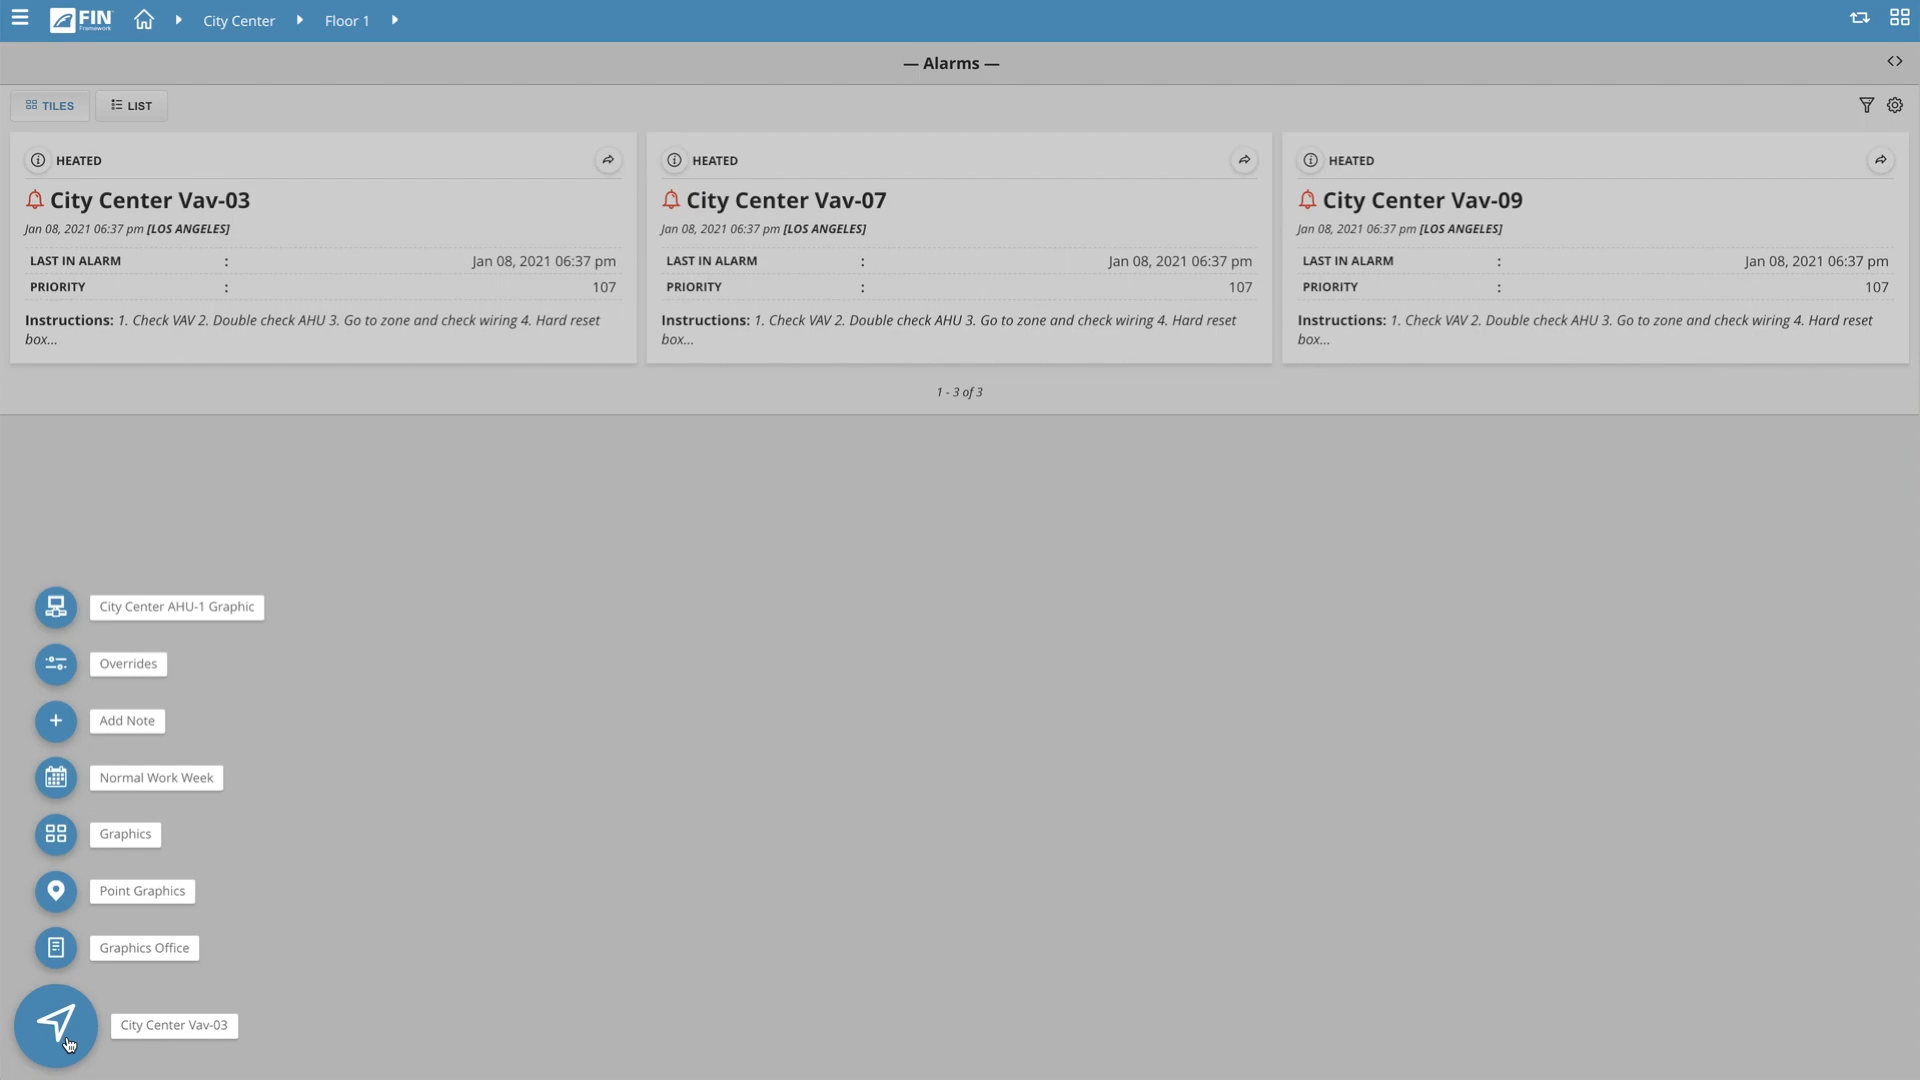 FIN
Framework
City Center
Floor 1
— Alarms —
TILES
LIST
HEATED
City Center Vav-03
Jan 08, 2021 06:37 pm [LOS ANGELES]
LAST IN ALARM : Jan 08, 2021 06:37 pm
PRIORITY : 107
Instructions: 1. Check VAV 2. Double check AHU 3. Go to zone and check wiring 4. Hard reset
box...
HEATED
City Center Vav-07
Jan 08, 2021 06:37 pm [LOS ANGELES]
LAST IN ALARM : Jan 08, 2021 06:37 pm
PRIORITY : 107
Instructions: 1. Check VAV 2. Double check AHU 3. Go to zone and check wiring 4. Hard reset
box...
HEATED
City Center Vav-09
Jan 08, 2021 06:37 pm [LOS ANGELES]
LAST IN ALARM : Jan 08, 2021 06:37 pm
PRIORITY : 107
Instructions: 1. Check VAV 2. Double check AHU 3. Go to zone and check wiring 4. Hard reset
box...
1 - 3 of 3
City Center AHU-1 Graphic
Overrides
Add Note
Normal Work Week
Graphics
Point Graphics
Graphics Office
City Center Vav-03